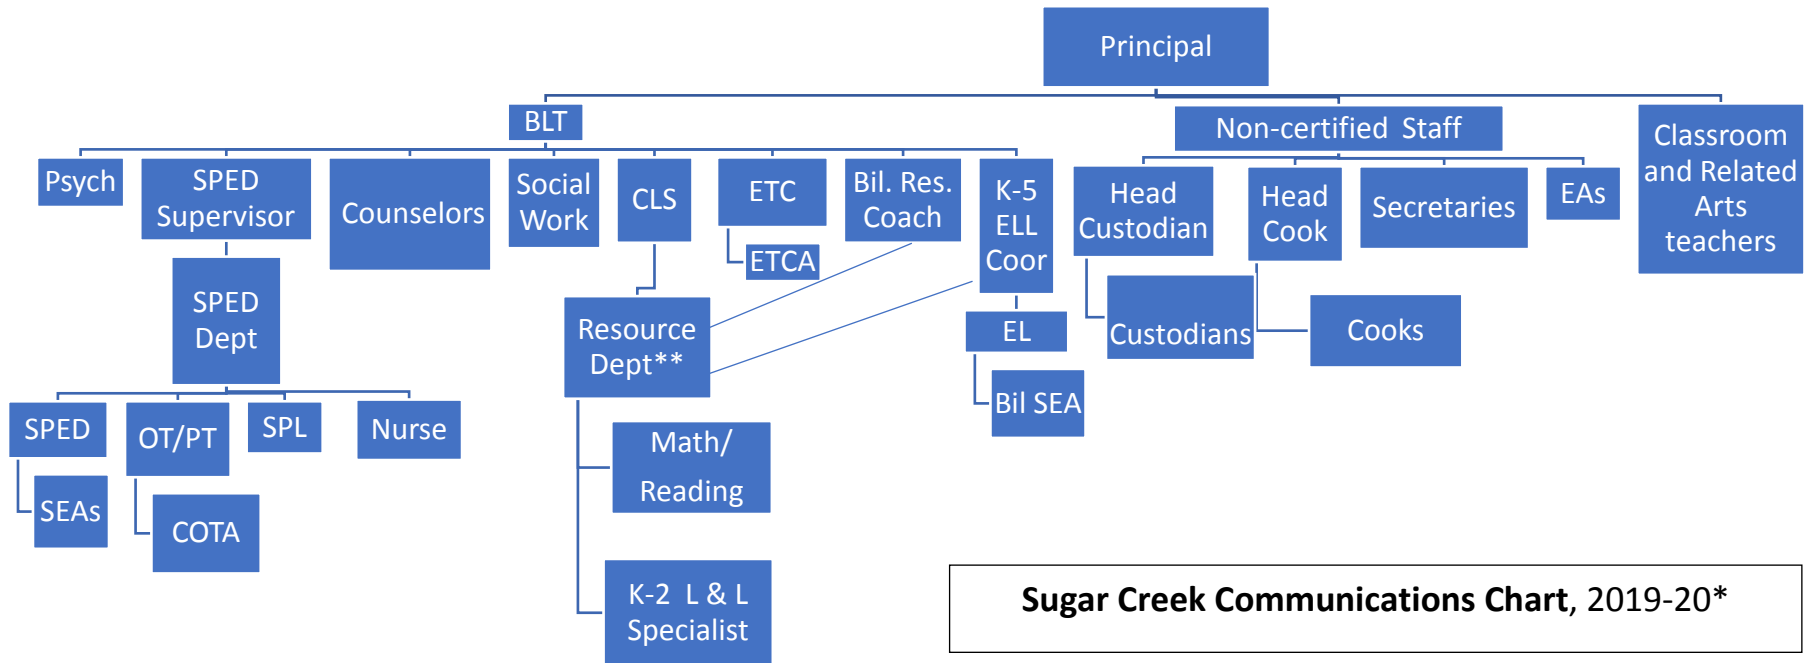 Principal
BLT
Non-certified Staff
Classroom
and Related
Arts
teachers
Psych
SPED
Supervisor
Counselors
Social
Work
CLS
ETC
Bil. Res.
Coach
K-5
ELL
Coor
Head
Custodian
Head
Cook
Secretaries
EAs
ETCA
SPED
Dept
Resource
Dept**
EL
Custodians
Cooks
Bil SEA
SPED
OT/PT
SPL
Nurse
Math/
Reading
SEAs
COTA
K-2 L & L
Specialist
Sugar Creek Communications Chart, 2019-20*